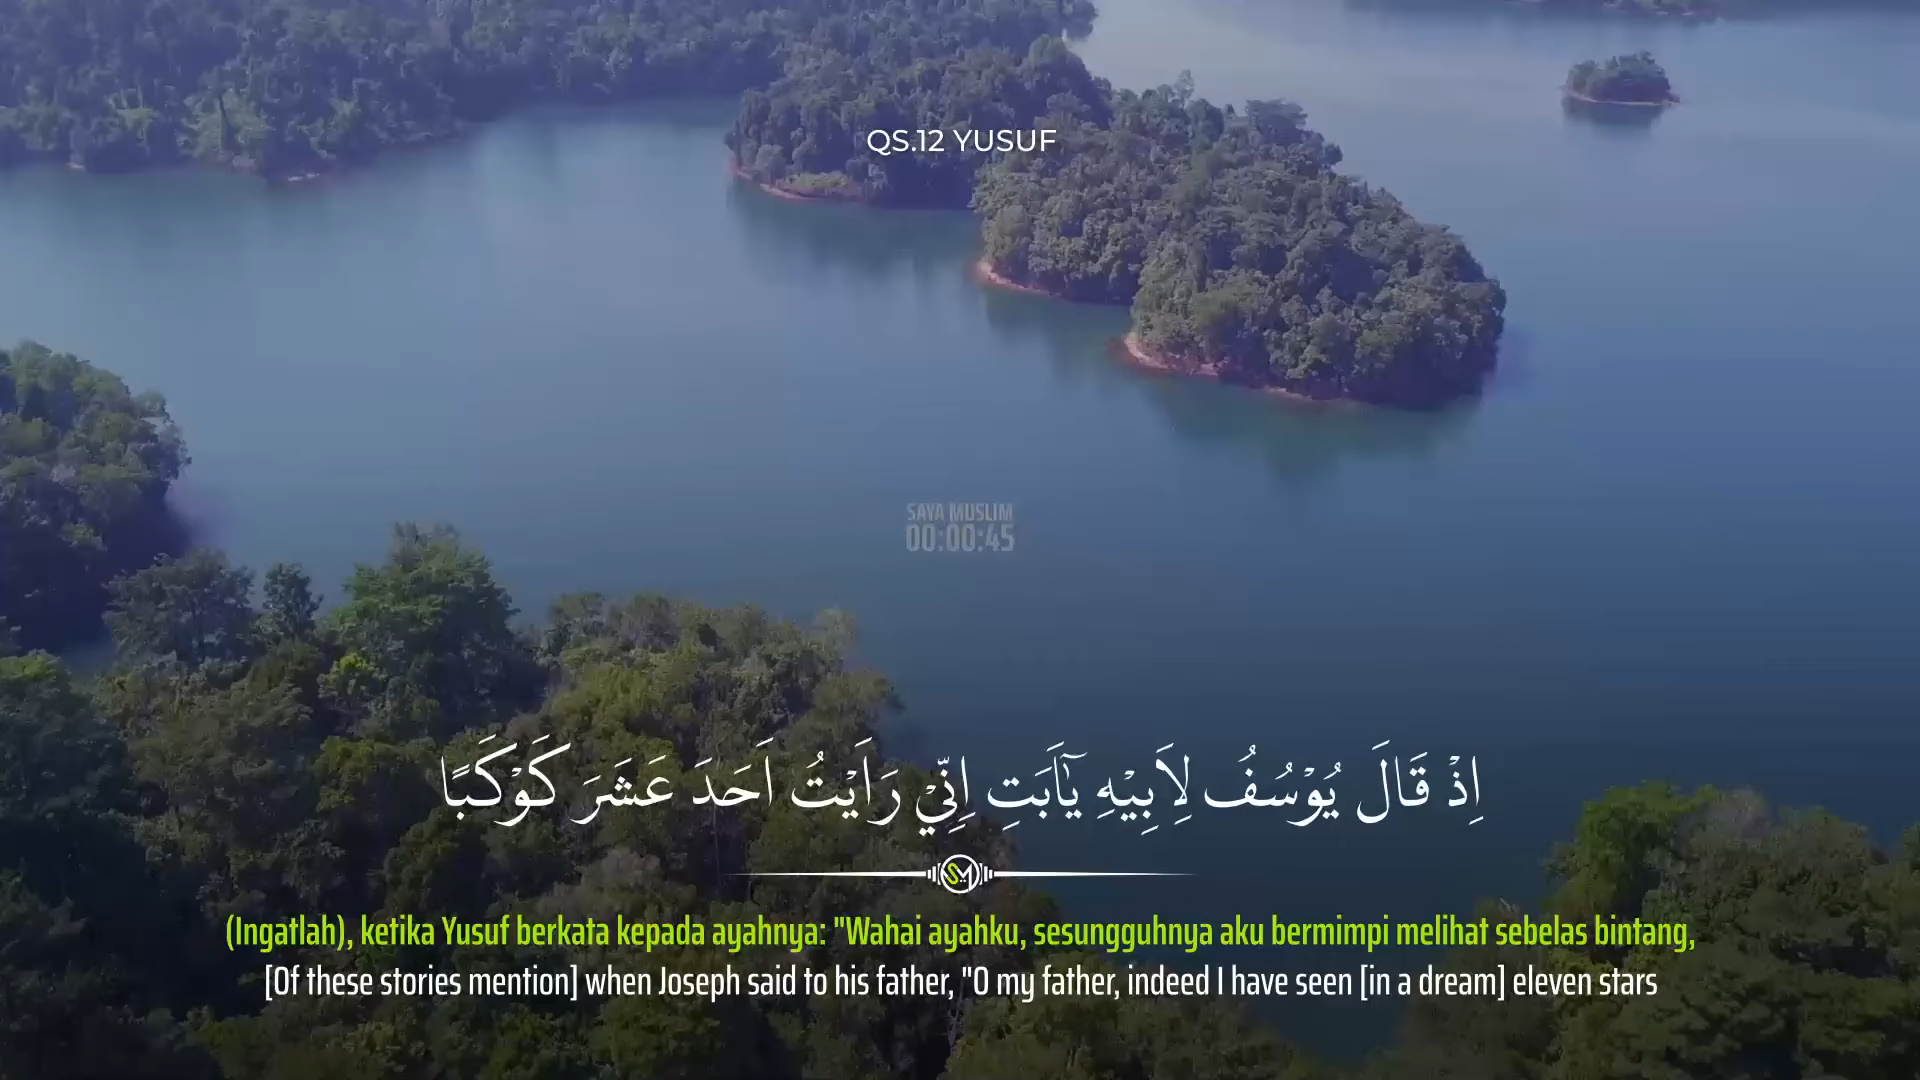 QS.12 YUSUF
SAYA MUSLIM
00:00:45
اِذْ قَالَ يُوْسُفُ لِاَبِيْهِ يٰٓاَبَتِ اِنِّيْ رَاَيْتُ اَحَدَ عَشَرَ كَوْكَبًا
SM
(Ingatlah), ketika Yusuf berkata kepada ayahnya: "Wahai ayahku, sesungguhnya aku bermimpi melihat sebelas bintang,
[Of these stories mention] when Joseph said to his father, "O my father, indeed I have seen [in a dream] eleven stars